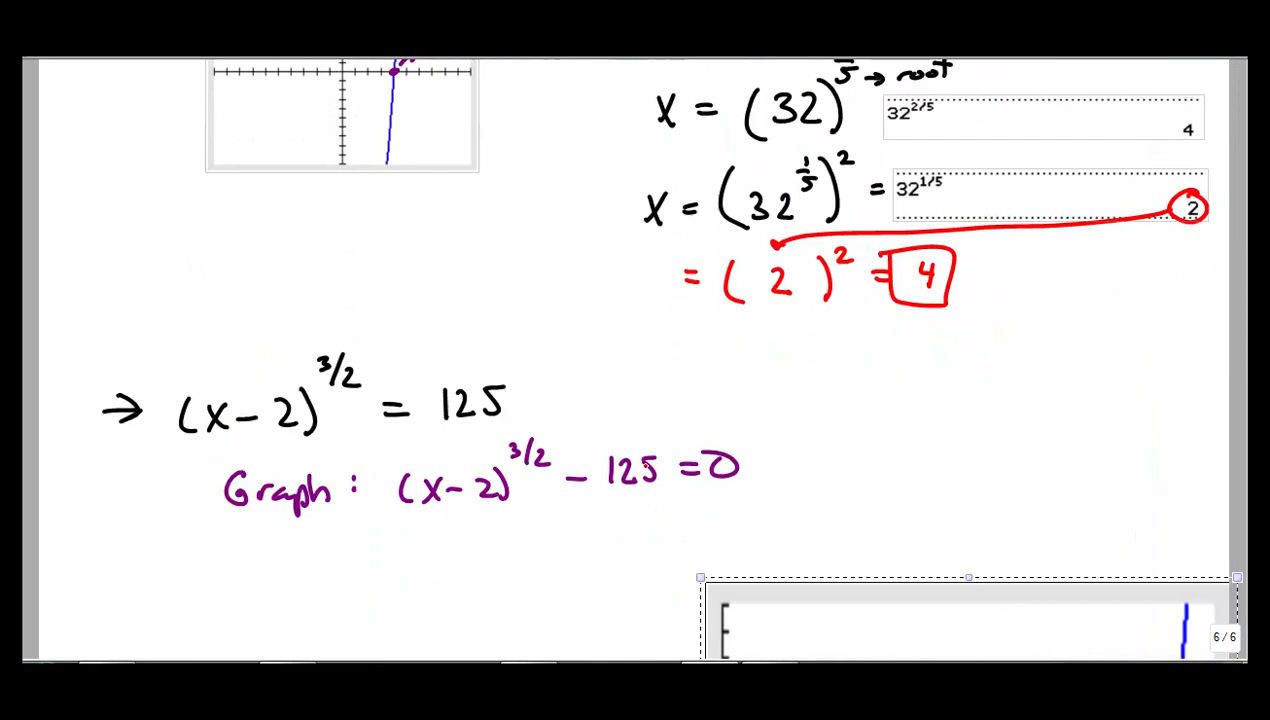 x = (32)^2/5 → root
32^2/5
4
x = (32^1/5)^2 =
32^1/5
2
= (2)^2 = 4
→ (x-2)^3/2 = 125
Graph: (x-2)^3/2 - 125 = 0
6/6